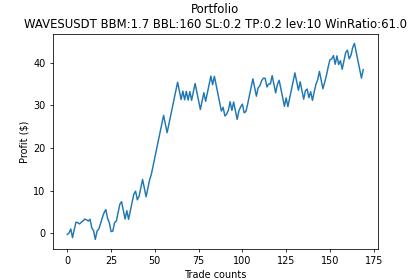 Portfolio
WAVESUSDT BBM:1.7 BBL:160 SL:0.2 TP:0.2 lev:10 WinRatio:61.0
40
30
20
10
0
Profit ($)
0 25 50 75 100 125 150 175
Trade counts